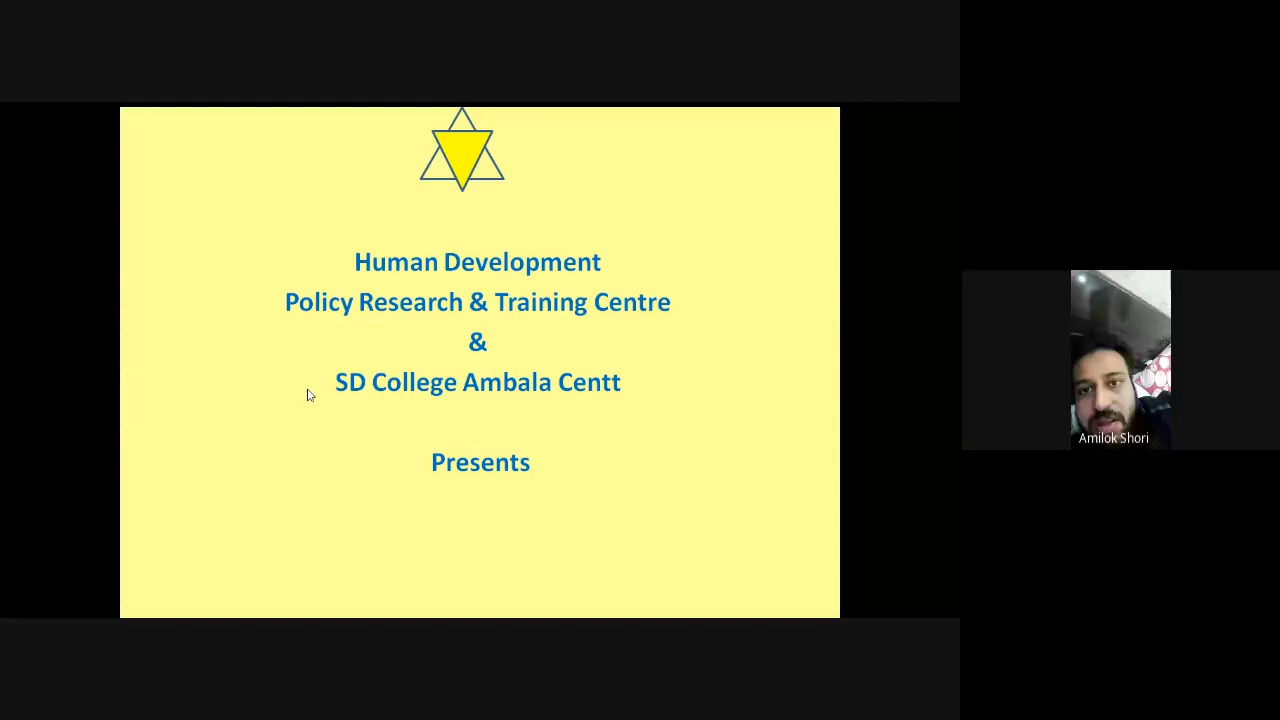 Human Development
Policy Research & Training Centre
&
SD College Ambala Centt
Presents
Amilok Shori